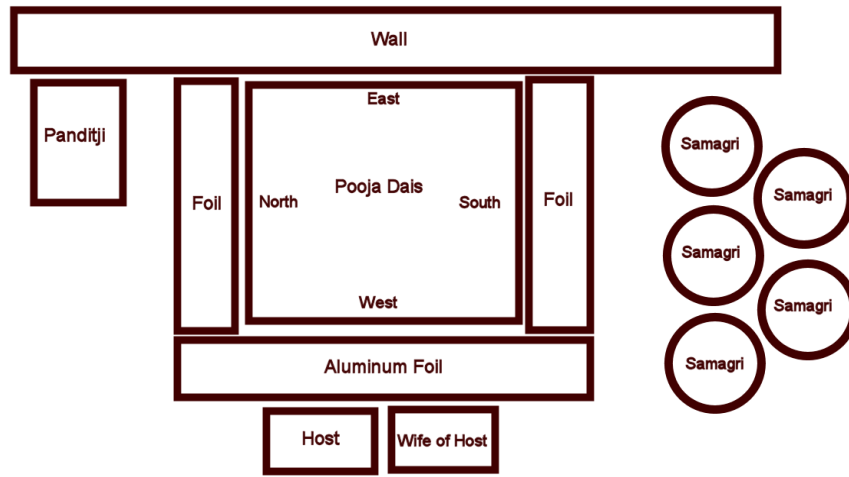 Wall
Panditji
East
Samagri
Foil
North
Pooja Dais
South
Foil
Samagri
Samagri
West
Samagri
Aluminum Foil
Samagri
Host
Wife of Host